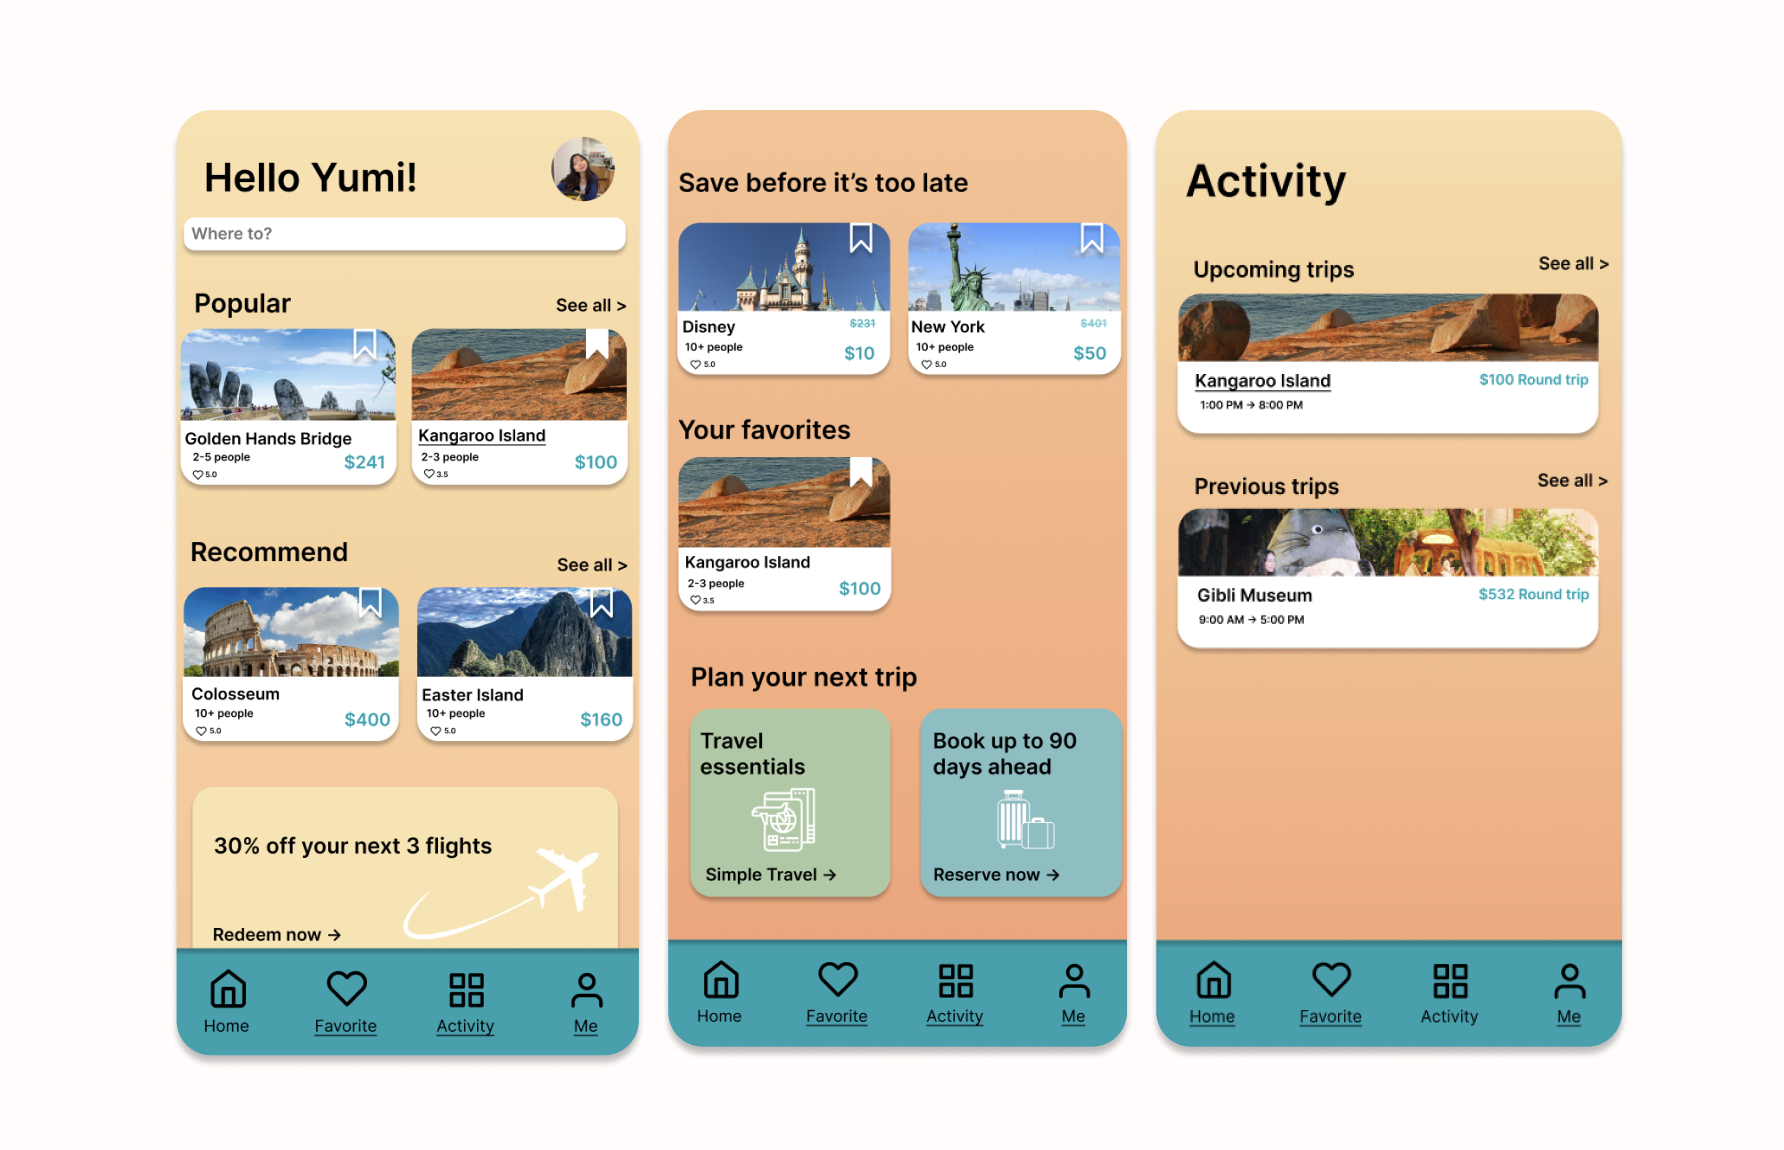 Hello Yumi!
Where to?
Popular
See all >
Golden Hands Bridge
2-5 people
5.0
$241
Kangaroo Island
2-3 people
3.5
$100
Recommend
See all >
Colosseum
10+ people
5.0
$400
Easter Island
10+ people
5.0
$160
30% off your next 3 flights
Redeem now →
Home
Favorite
Activity
Me
Save before it’s too late
Disney
$231
10+ people
$10
5.0
New York
$401
10+ people
$50
5.0
Your favorites
Kangaroo Island
2-3 people
$100
3.5
Plan your next trip
Travel
essentials
Simple Travel →
Book up to 90
days ahead
Reserve now →
Home
Favorite
Activity
Me
Activity
Upcoming trips
See all >
Kangaroo Island
$100 Round trip
1:00 PM → 8:00 PM
Previous trips
See all >
Gibli Museum
$532 Round trip
9:00 AM → 5:00 PM
Home
Favorite
Activity
Me